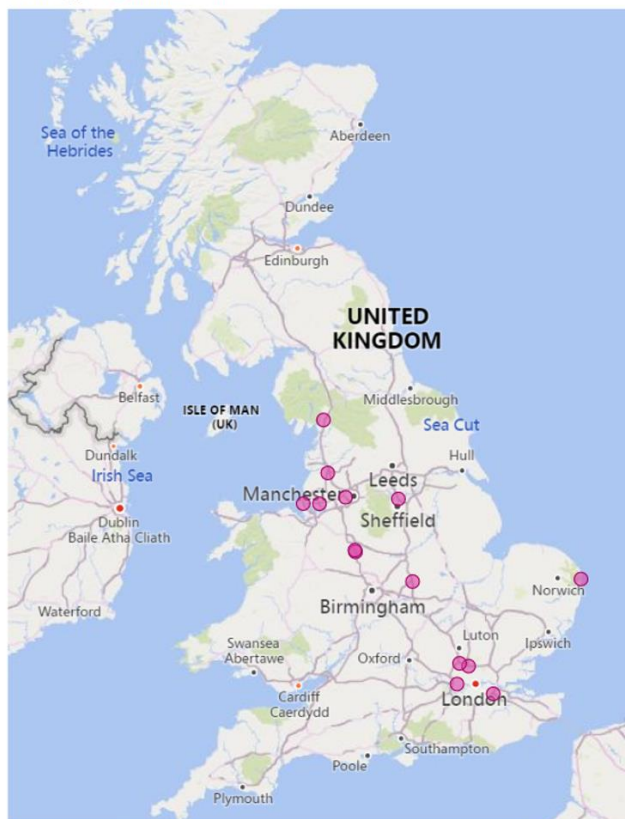 Sea of the
Hebrides
Aberdeen
Dundee
Edinburgh
UNITED
KINGDOM
Belfast
ISLE OF MAN
(UK)
Middlesbrough
Sea Cut
Dundalk
Irish Sea
Hull
Leeds
Manchester
Sheffield
Dublin
Baile Atha Cliath
Norwich
Birmingham
Waterford
Luton
Ipswich
Swansea
Abertawe
Oxford
Cardiff
Caerdydd
London
Southampton
Poole
Plymouth